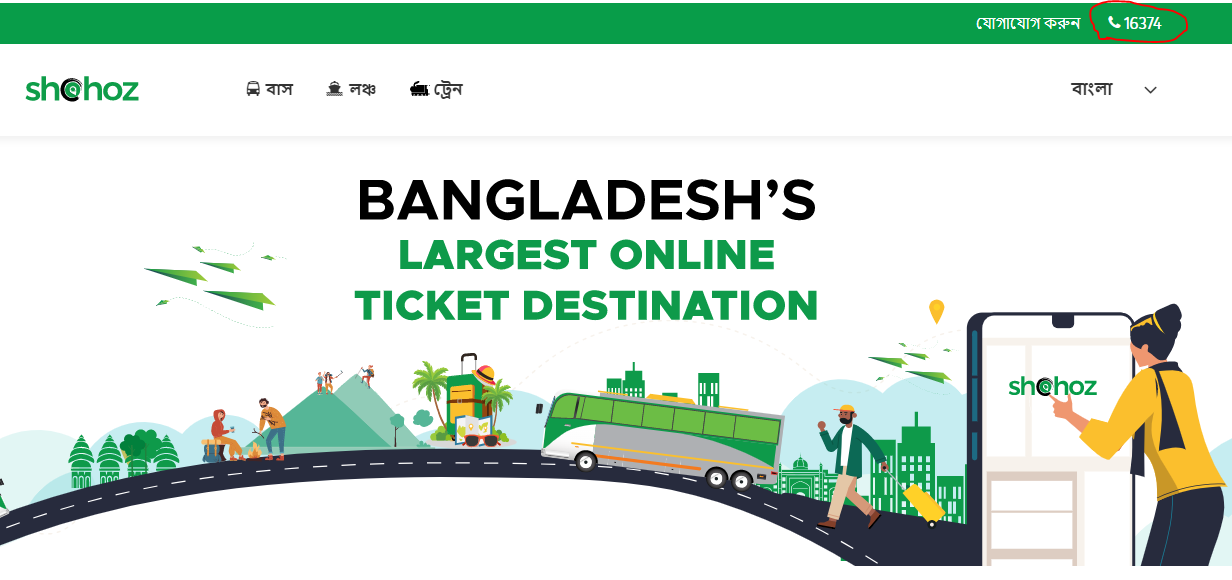 যোগাযোগ করুন 16374
shohoz বাস লঞ্চ ট্রেন বাংলা
BANGLADESH’S
LARGEST ONLINE
TICKET DESTINATION
shohoz